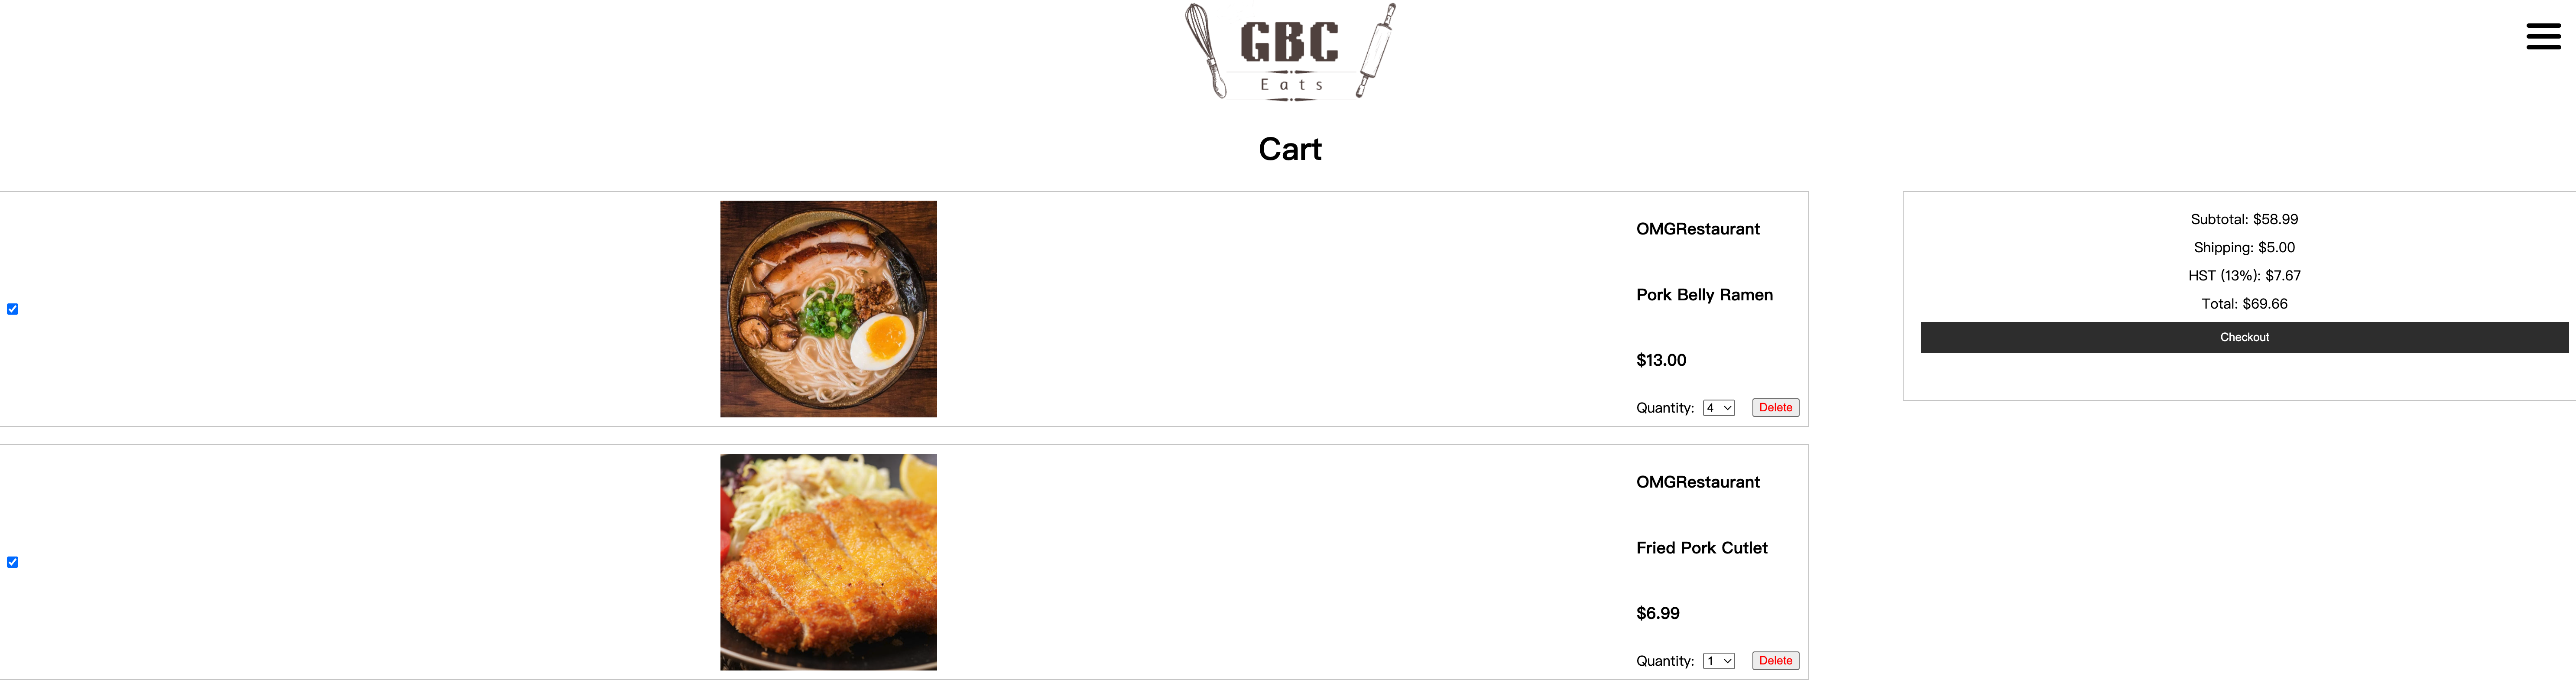 GBC
Eats
Cart
OMGRestaurant
Pork Belly Ramen
$13.00
Quantity: 4 Delete
OMGRestaurant
Fried Pork Cutlet
$6.99
Quantity: 1 Delete
Subtotal: $58.99
Shipping: $5.00
HST (13%): $7.67
Total: $69.66
Checkout